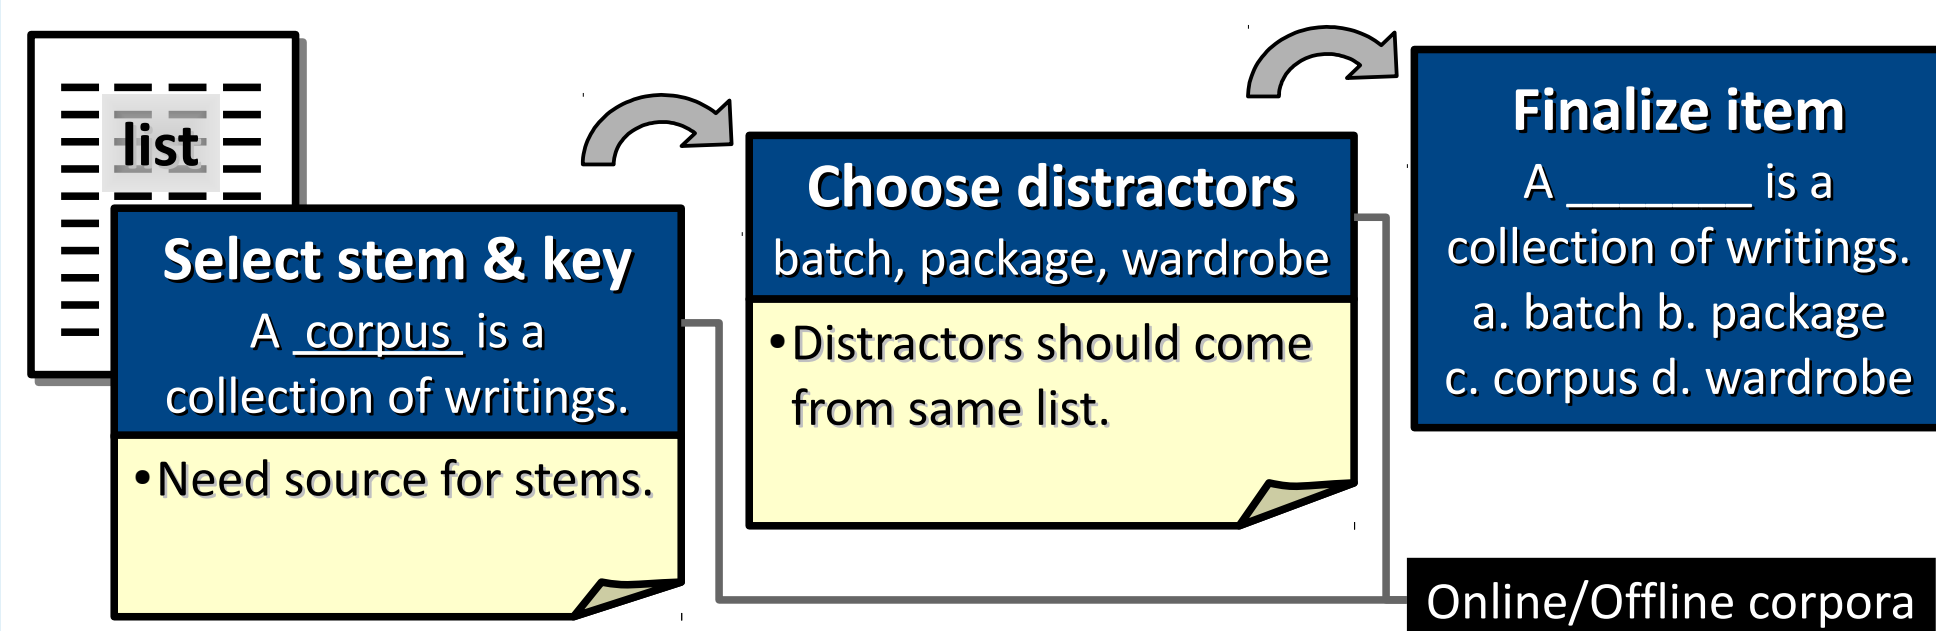 list
Select stem & key
A corpus is a
collection of writings.
•Need source for stems.
Choose distractors
batch, package, wardrobe
•Distractors should come
from same list.
Finalize item
A _______ is a
collection of writings.
a. batch b. package
c. corpus d. wardrobe
Online/Offline corpora